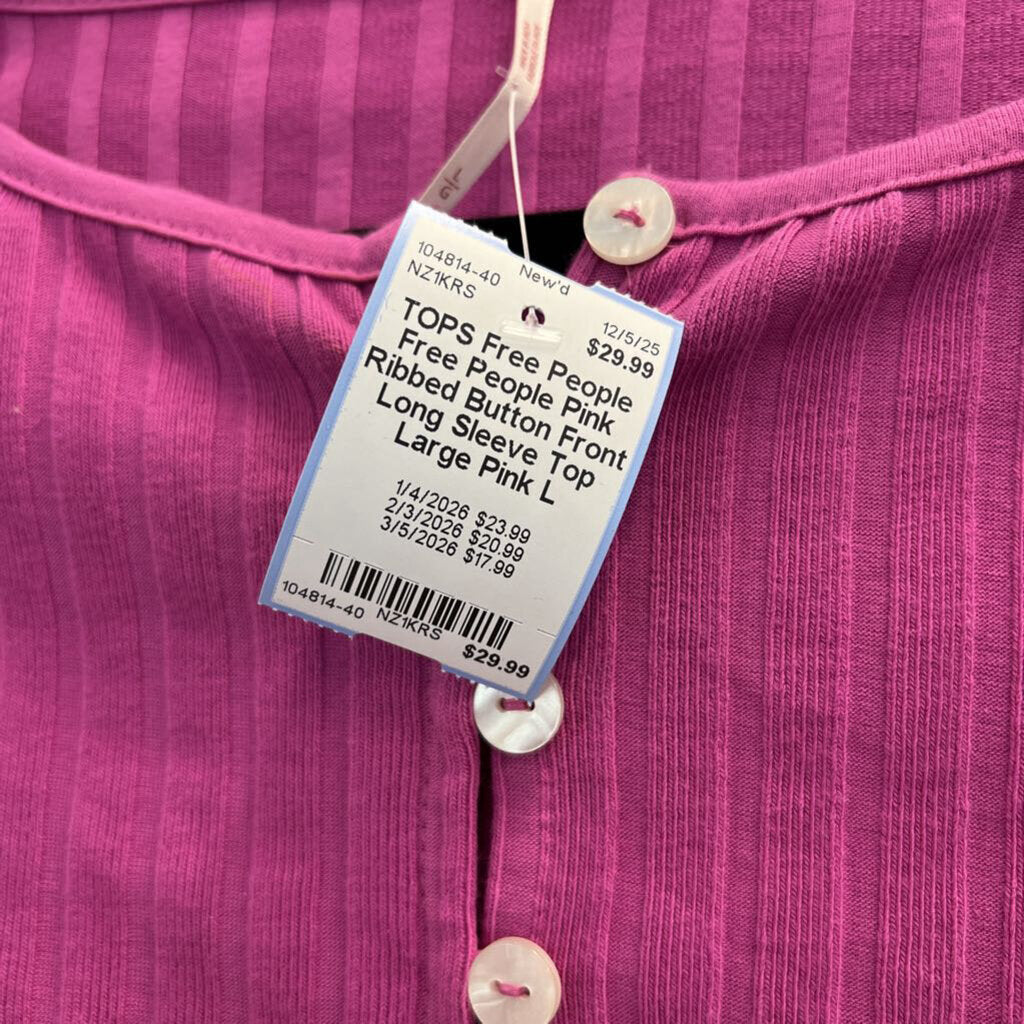 L/G
104814-40
NZ1KRS
New'd
12/5/25
$29.99
TOPS Free People
Free People Pink
Ribbed Button Front
Long Sleeve Top
Large Pink L
1/4/2026 $23.99
2/3/2026 $20.99
3/5/2026 $17.99
104814-40 NZ1KRS
$29.99